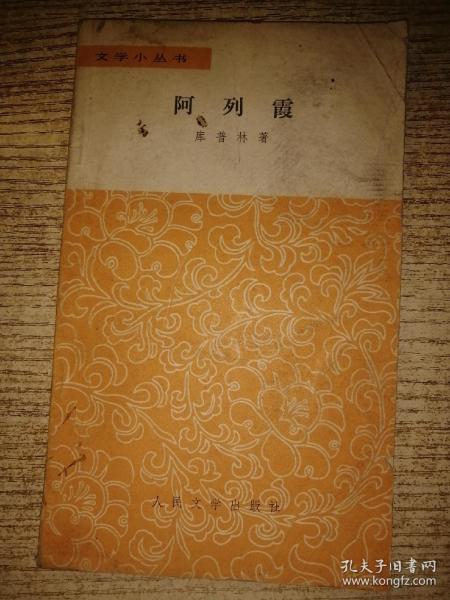 文学小丛书
阿列霞
库普林著
人民文学出版社
孔夫子旧书网
www.kongfz.com